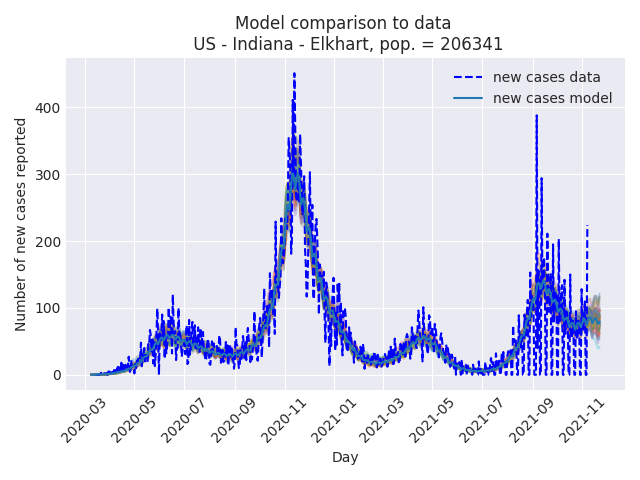 Model comparison to data
US - Indiana - Elkhart, pop. = 206341
new cases data
new cases model
Number of new cases reported
400
300
200
100
0
2020-03
2020-05
2020-07
2020-09
2020-11
2021-01
2021-03
2021-05
2021-07
2021-09
2021-11
Day